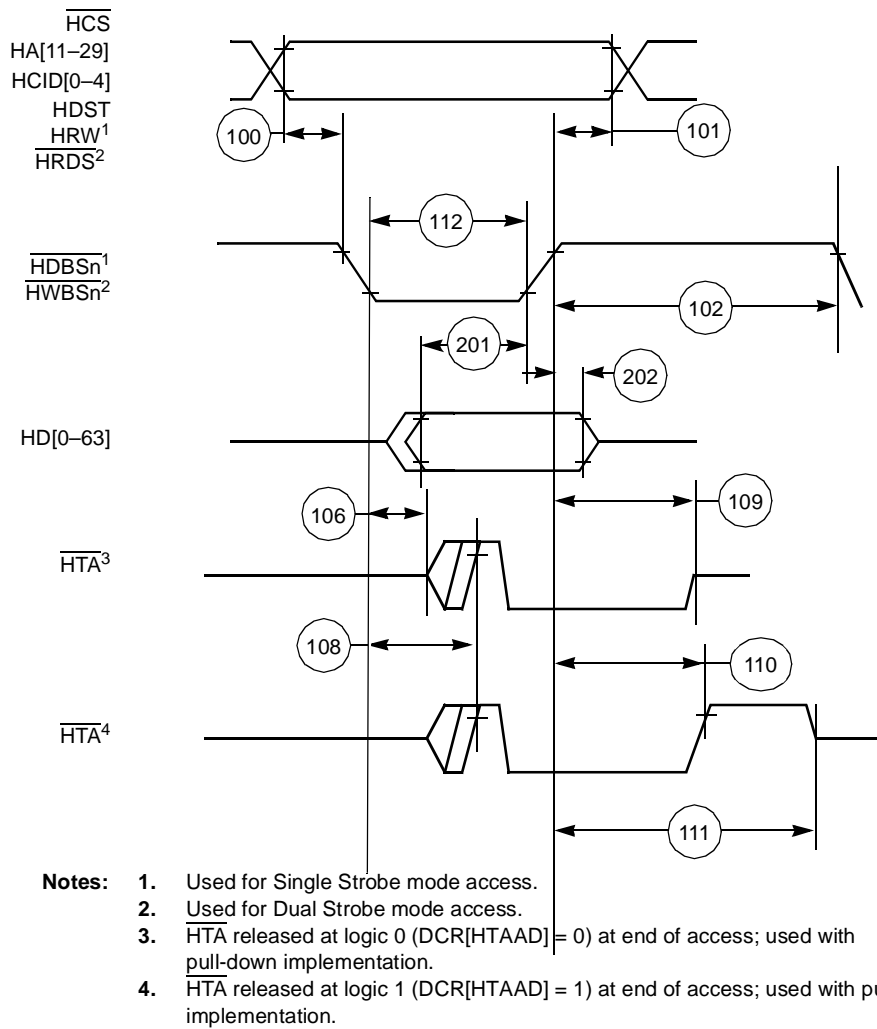 HCS
HA[11–29]
HCID[0–4]
HDST
HRW1
HRDS2
100
101
112
HDBSn1
HWBSn2
102
201
202
HD[0–63]
106
109
HTA3
108
110
HTA4
111
Notes: 1. Used for Single Strobe mode access.
2. Used for Dual Strobe mode access.
3. HTA released at logic 0 (DCR[HTAAD] = 0) at end of access; used with
pull-down implementation.
4. HTA released at logic 1 (DCR[HTAAD] = 1) at end of access; used with
implementation.